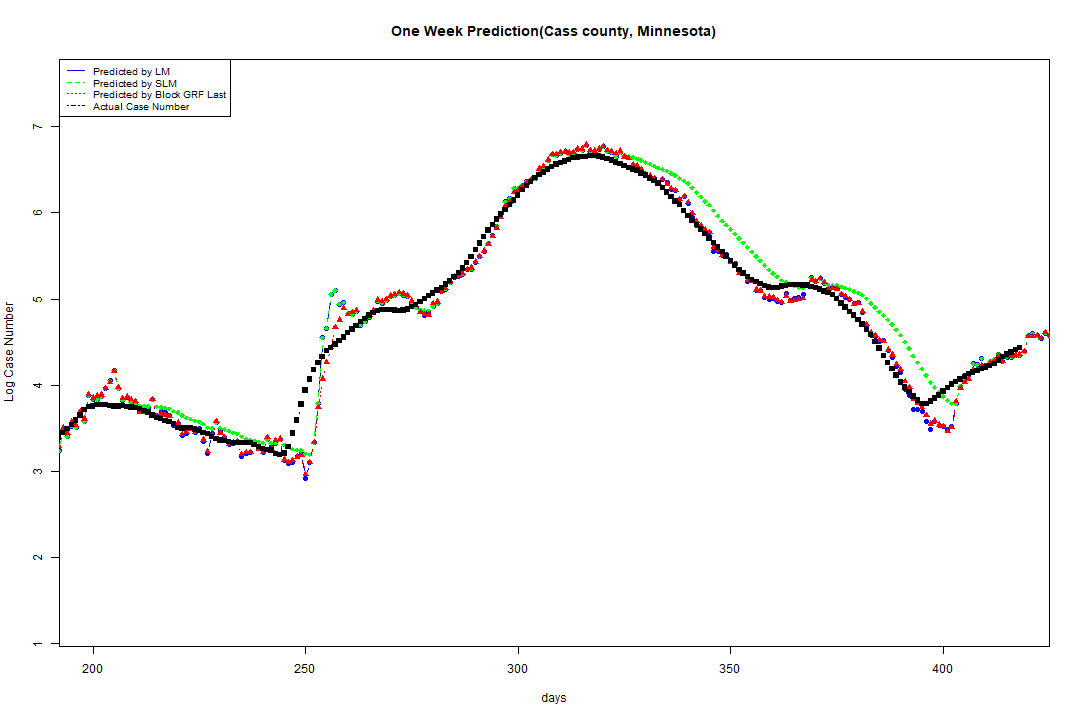 One Week Prediction(Cass county, Minnesota)
Predicted by LM
Predicted by SLM
Predicted by Block GRF Last
Actual Case Number
Log Case Number
7
6
5
4
3
2
1
200 250 300 350 400
days